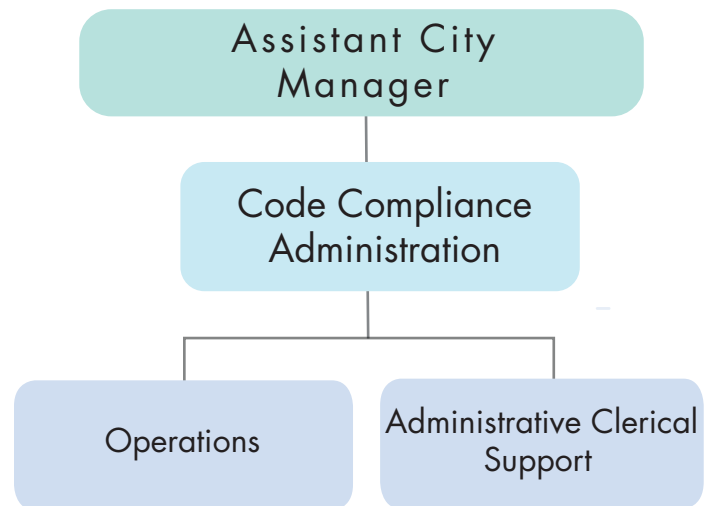 Assistant City
Manager
Code Compliance
Administration
Operations
Administrative Clerical
Support